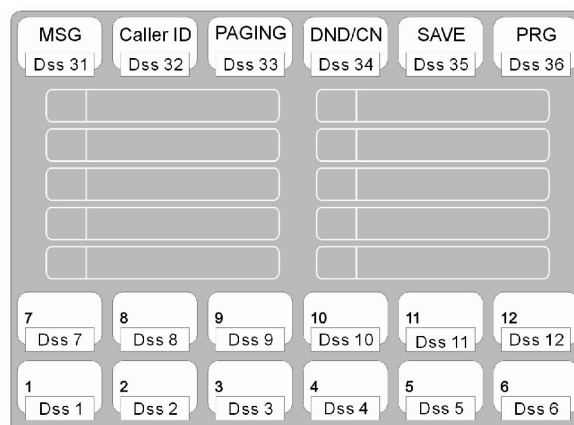 MSG Caller ID PAGING DND/CN SAVE PRG
Dss 31 Dss 32 Dss 33 Dss 34 Dss 35 Dss 36
7 8 9 10 11 12
Dss 7 Dss 8 Dss 9 Dss 10 Dss 11 Dss 12
1 2 3 4 5 6
Dss 1 Dss 2 Dss 3 Dss 4 Dss 5 Dss 6